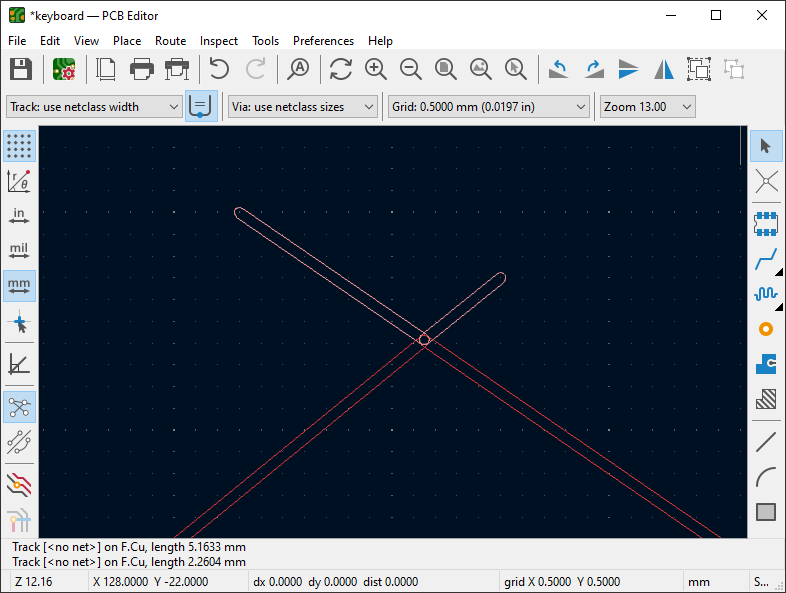 *keyboard — PCB Editor
File Edit View Place Route Inspect Tools Preferences Help
Track: use netclass width Via: use netclass sizes Grid: 0.5000 mm (0.0197 in) Zoom 13.00
r
θ
in
mil
mm
Track [<no net>] on F.Cu, length 5.1633 mm
Track [<no net>] on F.Cu, length 2.2604 mm
Z 12.16 X 128.0000 Y -22.0000 dx 0.0000 dy 0.0000 dist 0.0000 grid X 0.5000 Y 0.5000 mm S...